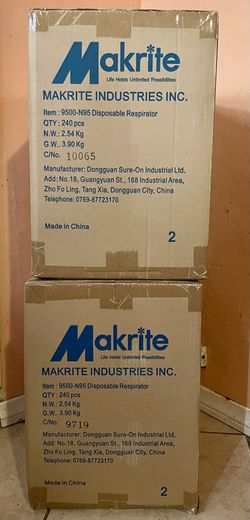 Makrite
Life Holds Unlimited Possibilities
MAKRITE INDUSTRIES INC.
Item : 9500-N95 Disposable Respirator
QTY : 240 pcs
N.W. : 2.54 Kg
G.W. : 3.90 Kg
C/No. 10065
Manufacturer: Dongguan Sure-On Industrial Ltd.
Add: No.18, Guangyuan St., 168 Industrial Area,
Zho Fo Ling, Tang Xia, Dongguan City, China
Telephone: 0769-87723170
Made in China
2
Makrite
Life Holds Unlimited Possibilities
MAKRITE INDUSTRIES INC.
Item : 9500-N95 Disposable Respirator
QTY : 240 pcs
N.W. : 2.54 Kg
G.W. : 3.90 Kg
C/No. 9719
Manufacturer: Dongguan Sure-On Industrial Ltd.
Add: No.18, Guangyuan St., 168 Industrial Area,
Zho Fo Ling, Tang Xia, Dongguan City, China
Telephone: 0769-87723170
Made in China
2